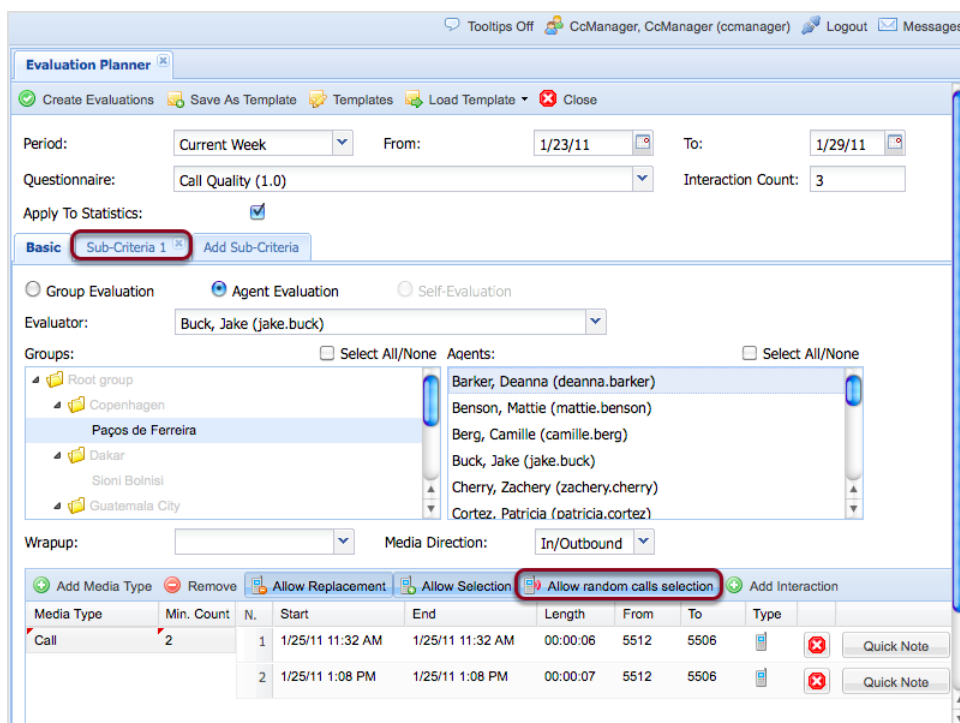 Tooltips Off CcManager, CcManager (ccmanager) Logout Messages
Evaluation Planner
Create Evaluations Save As Template Templates Load Template Close
Period: Current Week From: 1/23/11 To: 1/29/11
Questionnaire: Call Quality (1.0) Interaction Count: 3
Apply To Statistics:
Basic Sub-Criteria 1 Add Sub-Criteria
Group Evaluation Agent Evaluation Self-Evaluation
Evaluator: Buck, Jake (jake.buck)
Groups: Select All/None Agents: Select All/None
Root group Barker, Deanna (deanna.barker)
Copenhagen Benson, Mattie (mattie.benson)
Paços de Ferreira Berg, Camille (camille.berg)
Dakar Buck, Jake (jake.buck)
Sioni Bolnisi Cherry, Zachery (zachery.cherry)
Guatemala City Cortez, Patricia (patricia.cortez)
Wrapup: Media Direction: In/Outbound
Add Media Type Remove Allow Replacement Allow Selection Allow random calls selection Add Interaction
Media Type Min. Count N. Start End Length From To Type
Call 2 1 1/25/11 11:32 AM 1/25/11 11:32 AM 00:00:06 5512 5506 Quick Note
2 1/25/11 1:08 PM 1/25/11 1:08 PM 00:00:07 5512 5506 Quick Note